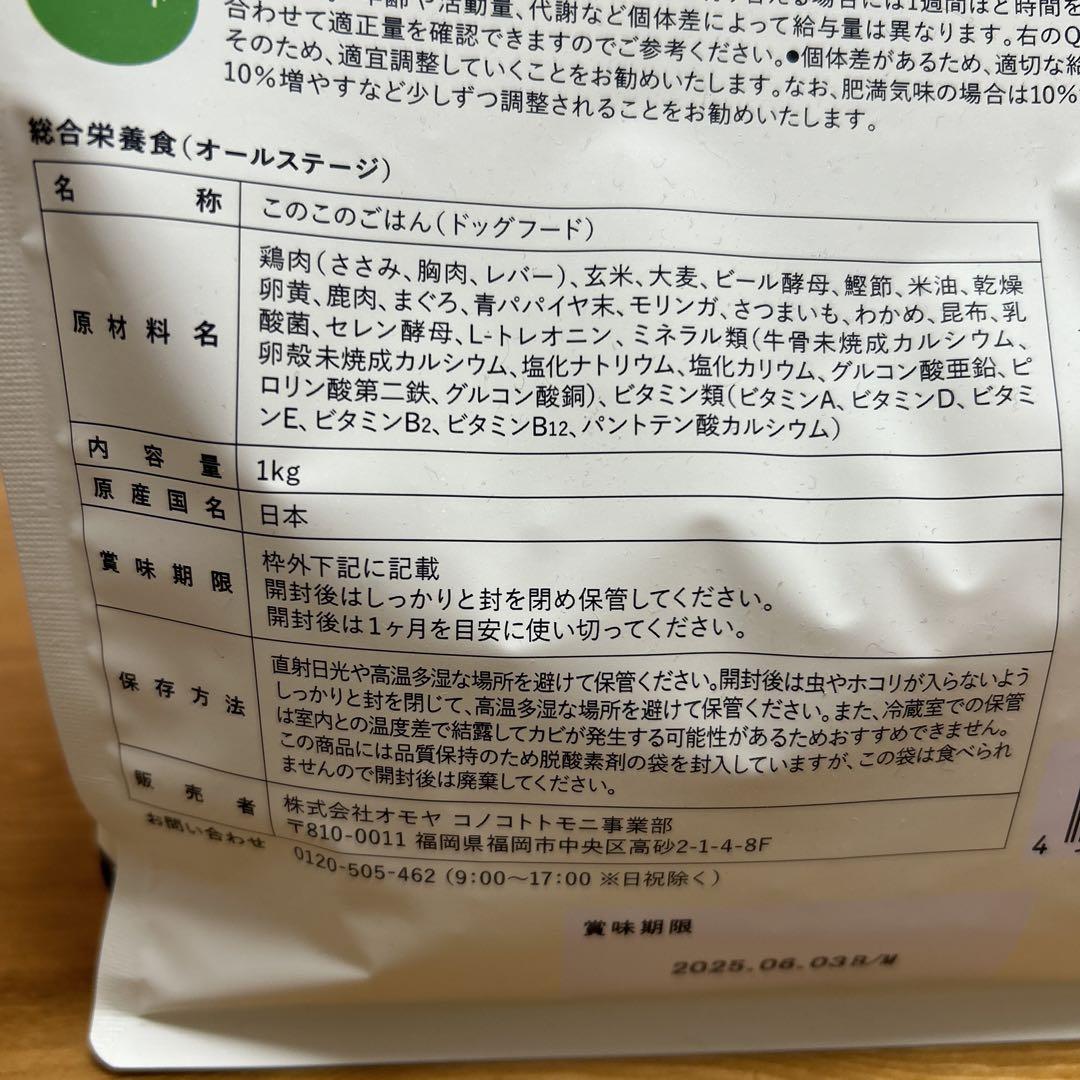 年齢や活動量、代謝など個体差によって給与量は異なります。右のQ
合わせて適正量を確認できますのでご参考ください。●個体差があるため、適切な
そのため、適宜調整していくことをお勧めいたします。なお、肥満気味の場合は10%
10%増やすなど少しずつ調整されることをお勧めいたします。
総合栄養食(オールステージ)
名称 このこのごはん(ドッグフード)
原材料名 鶏肉(ささみ、胸肉、レバー)、玄米、大麦、ビール酵母、鰹節、米油、乾燥
卵黄、鹿肉、まぐろ、青パパイヤ末、モリンガ、さつまいも、わかめ、昆布、乳
酸菌、セレン酵母、L-トレオニン、ミネラル類(牛骨未焼成カルシウム、
卵殻未焼成カルシウム、塩化ナトリウム、塩化カリウム、グルコン酸亜鉛、ピ
ロリン酸第二鉄、グルコン酸銅)、ビタミン類(ビタミンA、ビタミンD、ビタミ
ンE、ビタミンB2、ビタミンB12、パントテン酸カルシウム)
内容量 1kg
原産国名 日本
賞味期限 枠外下記に記載
開封後はしっかりと封を閉め保管してください。
開封後は1ヶ月を目安に使い切ってください。
保存方法 直射日光や高温多湿な場所を避けて保管ください。開封後は虫やホコリが入らないよう
しっかりと封を閉じて、高温多湿な場所を避けて保管ください。また、冷蔵室での保管
は室内との温度差で結露してカビが発生する可能性があるためおすすめできません。
この商品には品質保持のため脱酸素剤の袋を封入していますが、この袋は食べられ
ませんので開封後は廃棄してください。
販売者 株式会社オモヤ コノコトトモニ事業部
〒810-0011 福岡県福岡市中央区高砂2-1-4-8F
お問い合わせ 0120-505-462 (9:00〜17:00 ※日祝除く)
4
賞味期限
2025.06.03B/M